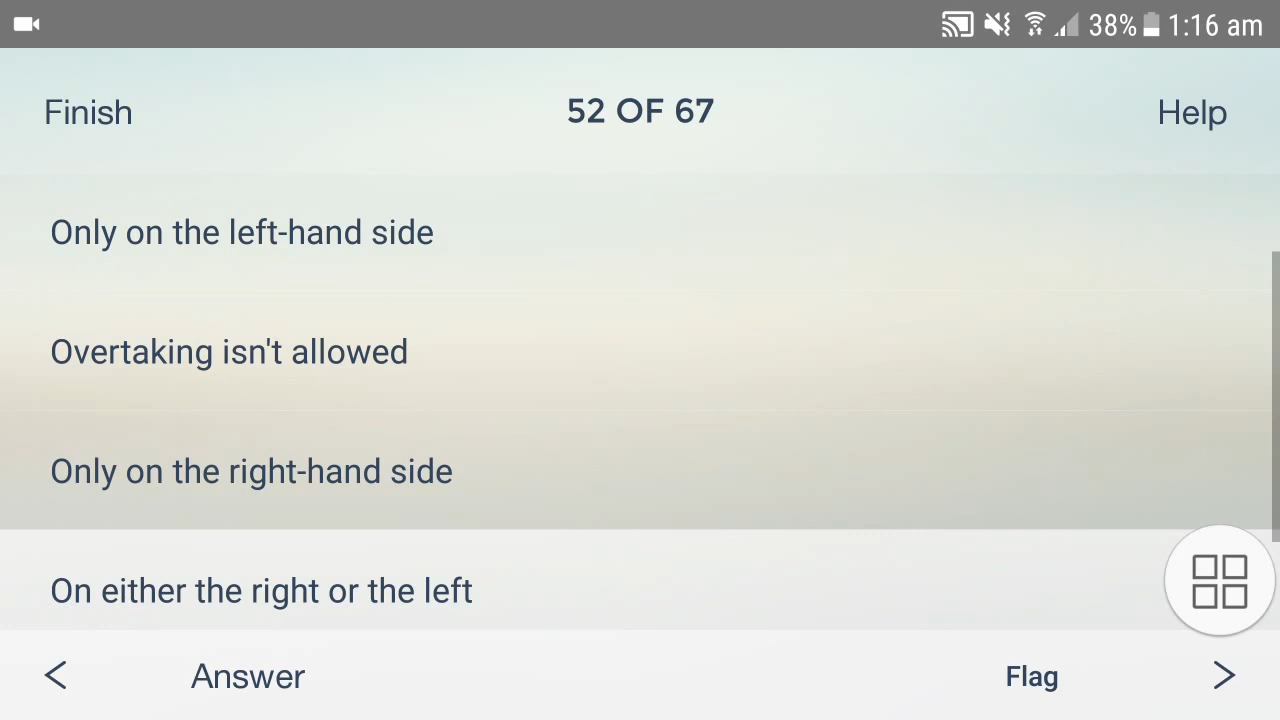 38% 1:16 am
Finish 52 OF 67 Help
Only on the left-hand side
Overtaking isn't allowed
Only on the right-hand side
On either the right or the left
< Answer Flag >